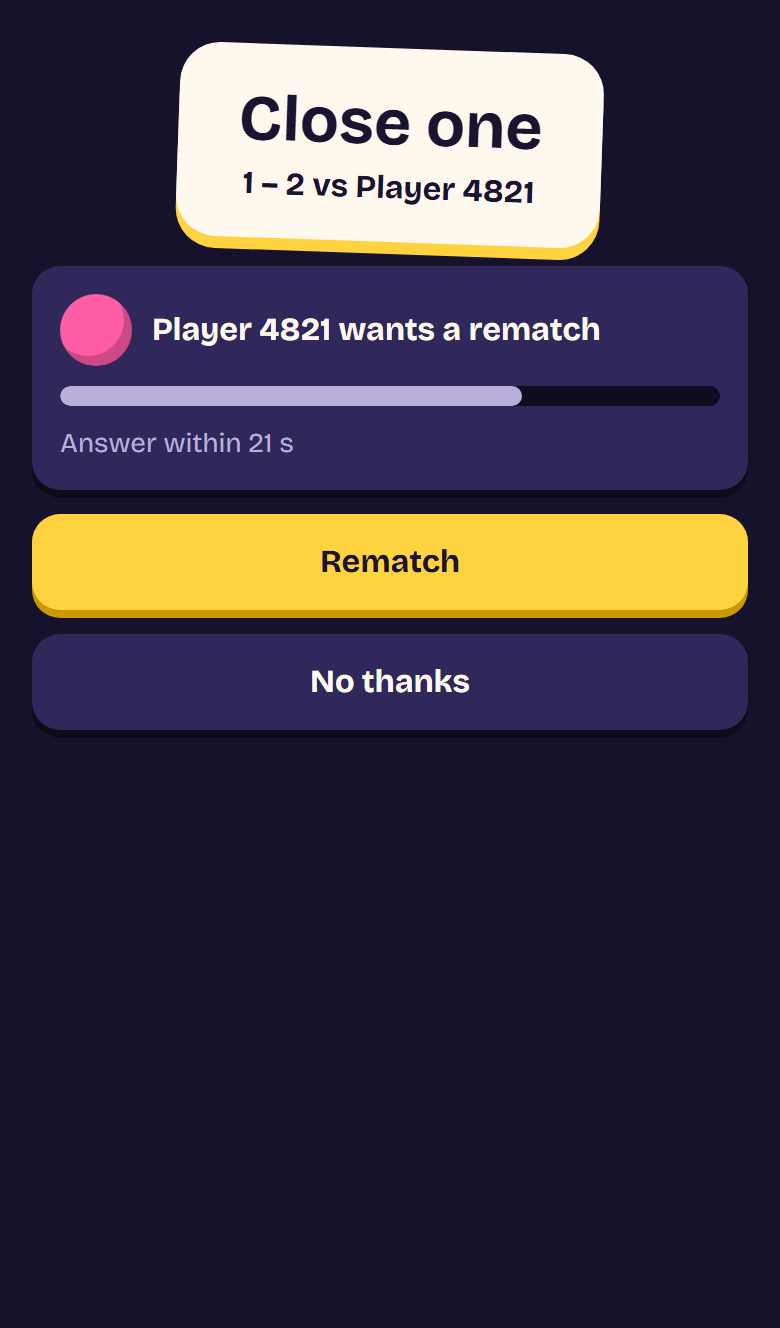 Close one
1 – 2 vs Player 4821
Player 4821 wants a rematch
Answer within 21 s
Rematch
No thanks